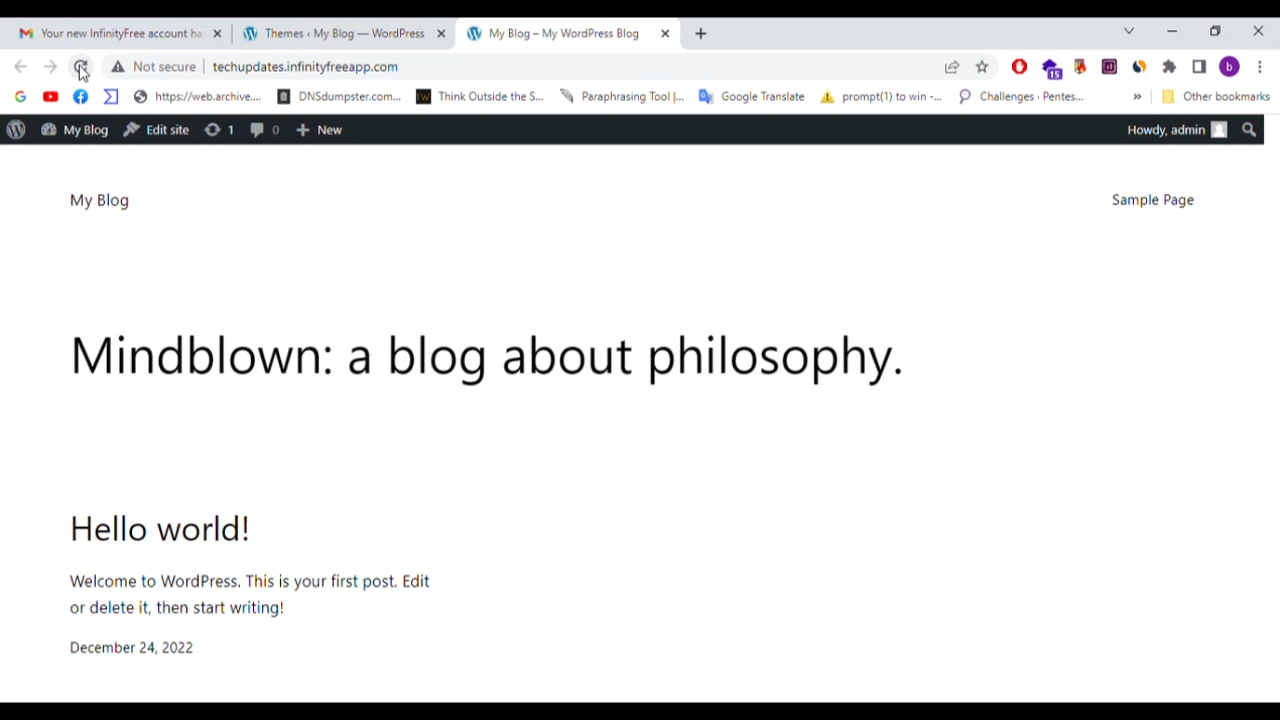 Your new InfinityFree account ha
Themes ‹ My Blog — WordPress
My Blog – My WordPress Blog
Not secure
techupdates.infinityfreeapp.com
15
b
https://web.archive....
DNSdumpster.com...
Think Outside the S...
Paraphrasing Tool |...
Google Translate
prompt(1) to win -...
Challenges · Pentes...
»
Other bookmarks
My Blog
Edit site
1
0
New
Howdy, admin
My Blog
Sample Page
Mindblown: a blog about philosophy.
Hello world!
Welcome to WordPress. This is your first post. Edit
or delete it, then start writing!
December 24, 2022